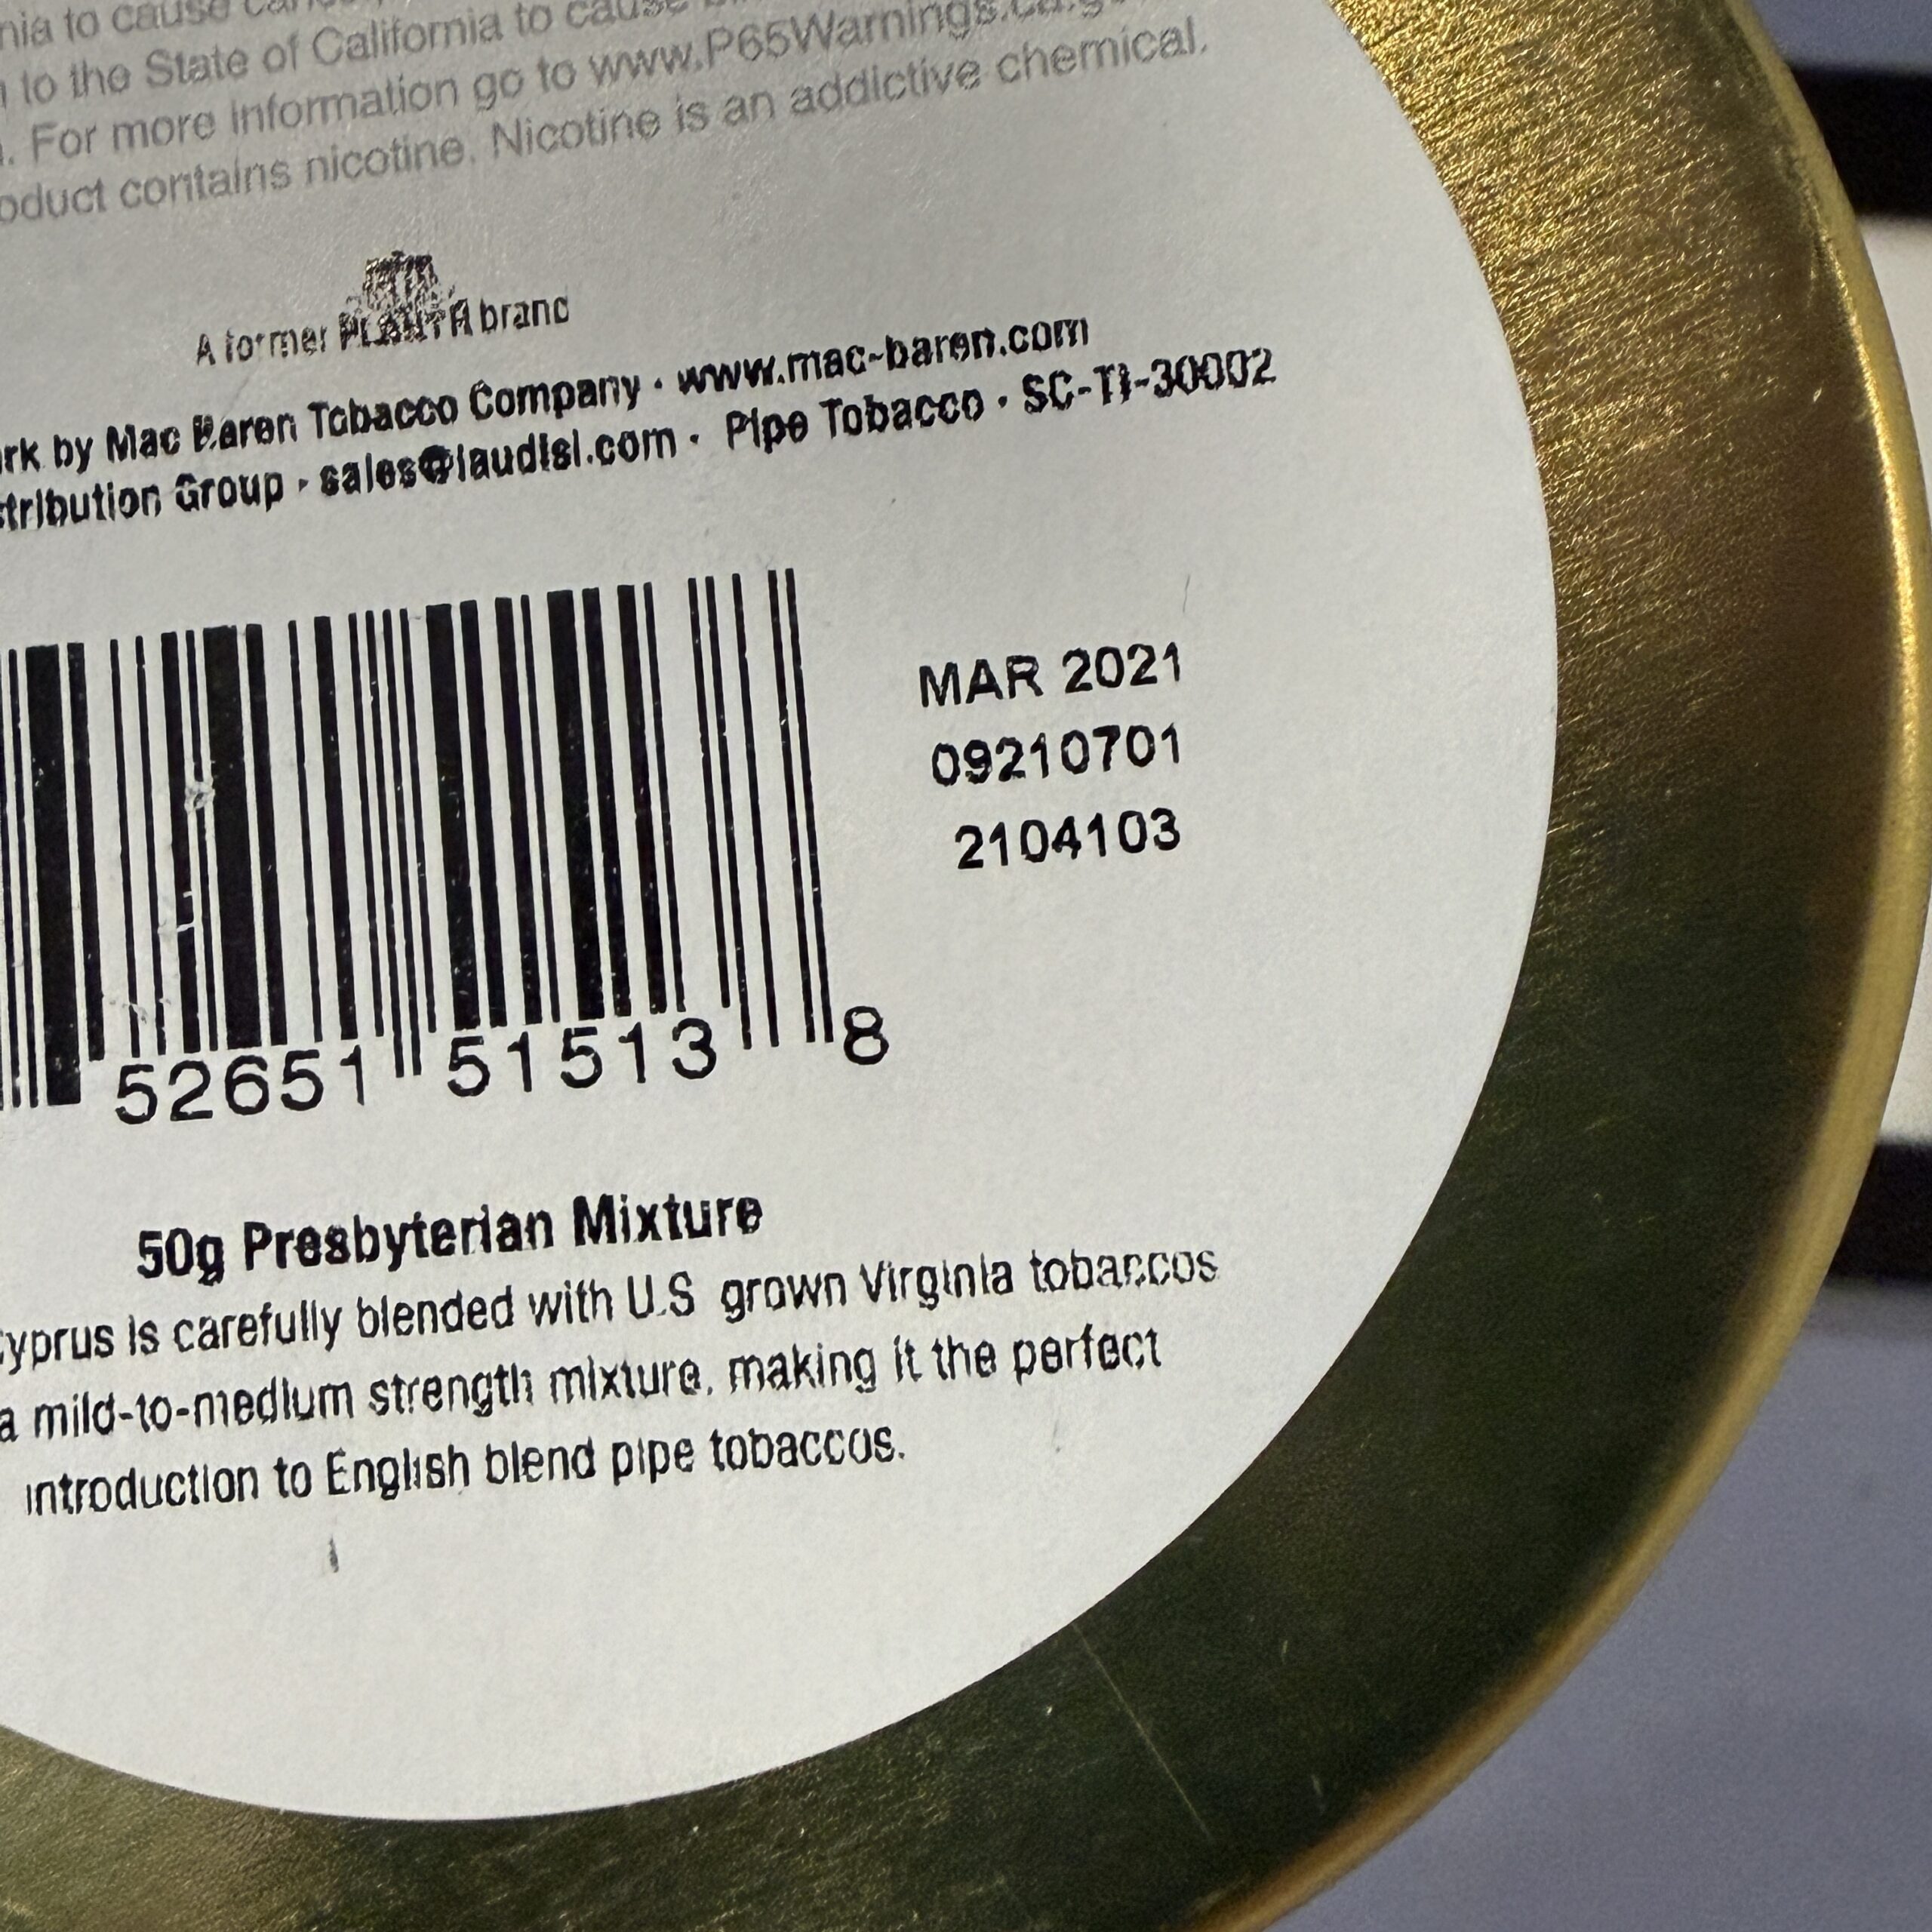 nia to cause
n to the State of California to cause
. For more information go to www.P65Warnings.ca.g
oduct contains nicotine. Nicotine is an addictive chemical.
A former PLANTA brand
rk by Mac Baren Tobacco Company · www.mac-baren.com
stribution Group · sales@laudisi.com · Pipe Tobacco · SC-TI-30002
MAR 2021
09210701
2104103
52651 51513 8
50g Presbyterian Mixture
Cyprus is carefully blended with U.S grown Virginia tobaccos
a mild-to-medium strength mixture, making it the perfect
introduction to English blend pipe tobaccos.